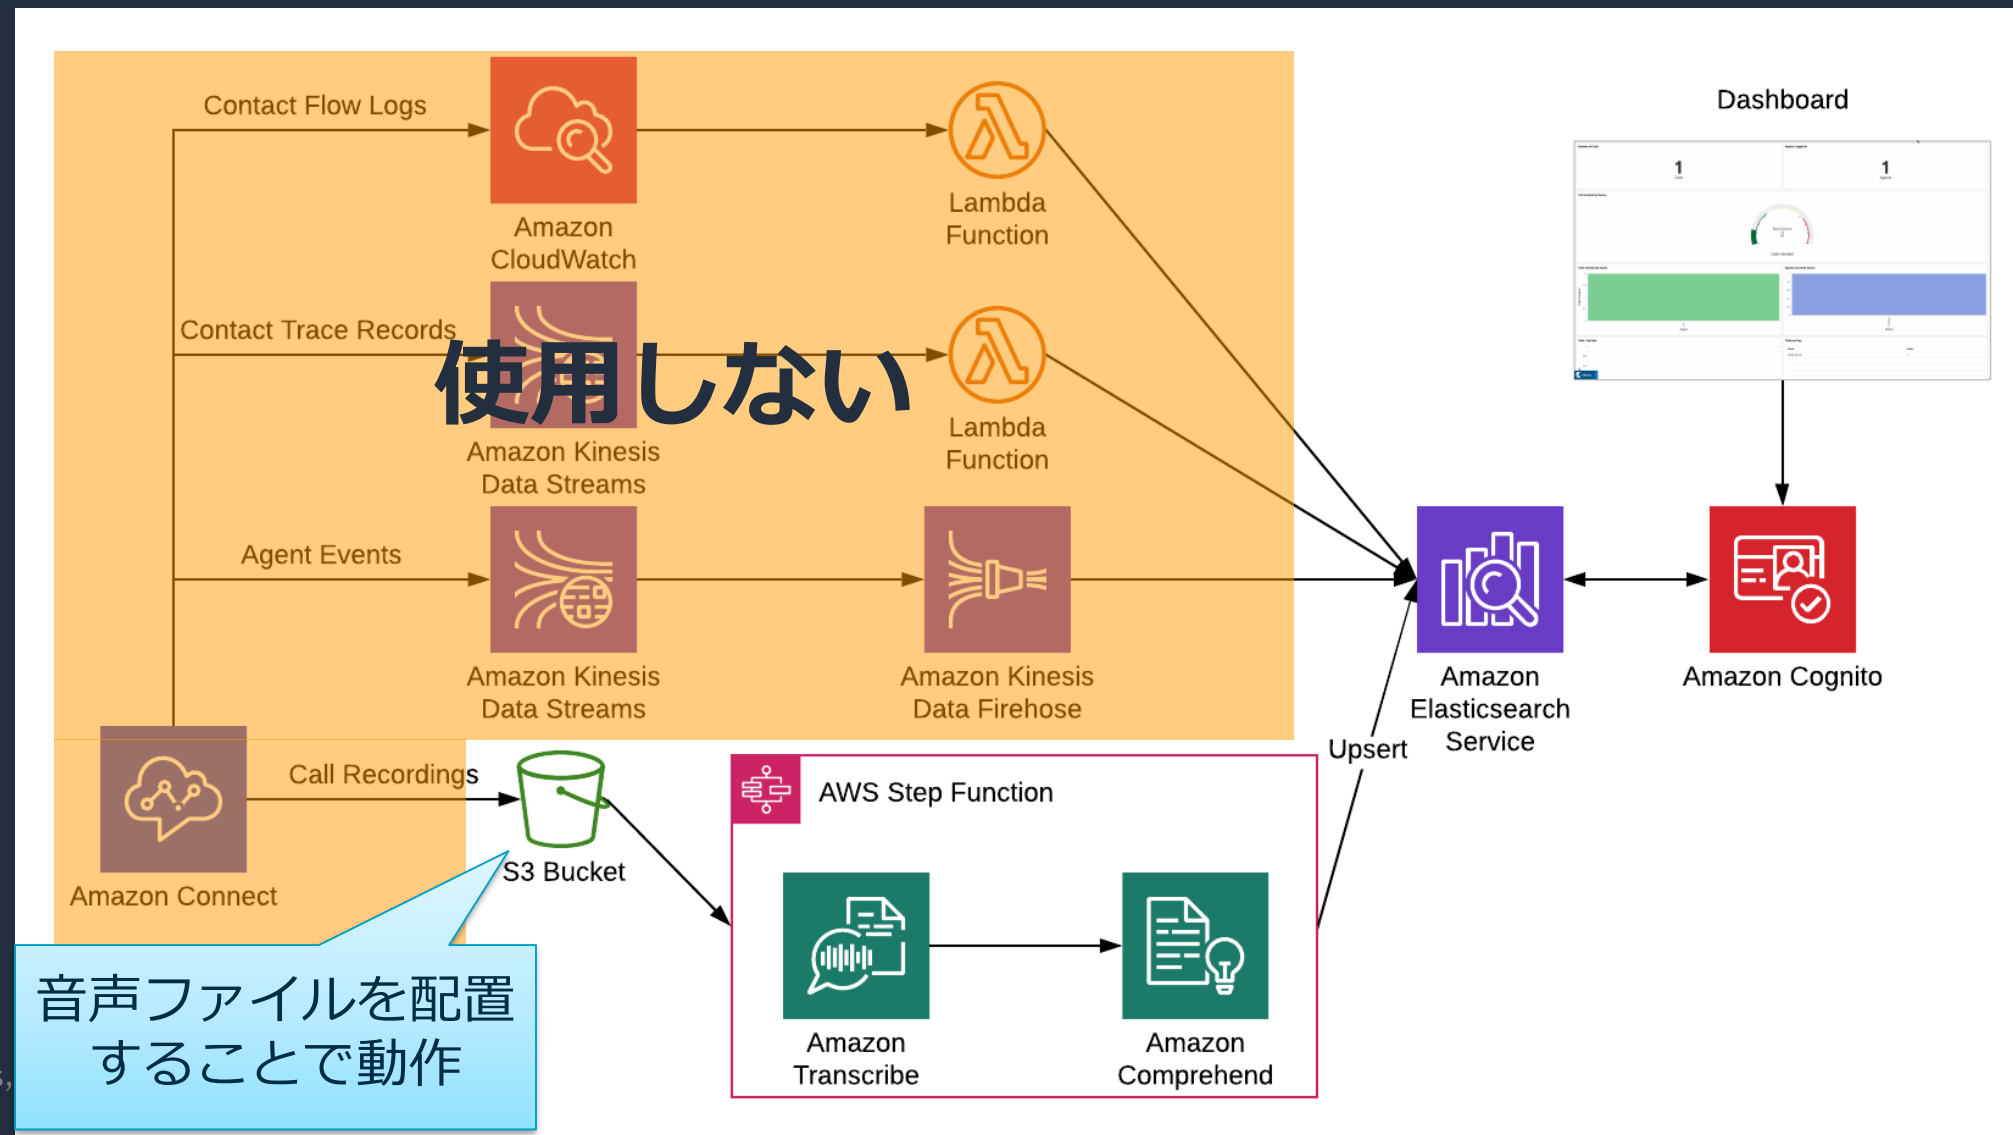 Contact Flow Logs
Amazon
CloudWatch
Lambda
Function
Dashboard
1
1
2
Contact Trace Records
使用しない
Amazon Kinesis
Data Streams
Lambda
Function
Agent Events
Amazon Kinesis
Data Streams
Amazon Kinesis
Data Firehose
Amazon
Elasticsearch
Service
Amazon Cognito
Upsert
Amazon Connect
Call Recordings
S3 Bucket
AWS Step Function
Amazon
Transcribe
Amazon
Comprehend
音声ファイルを配置
することで動作